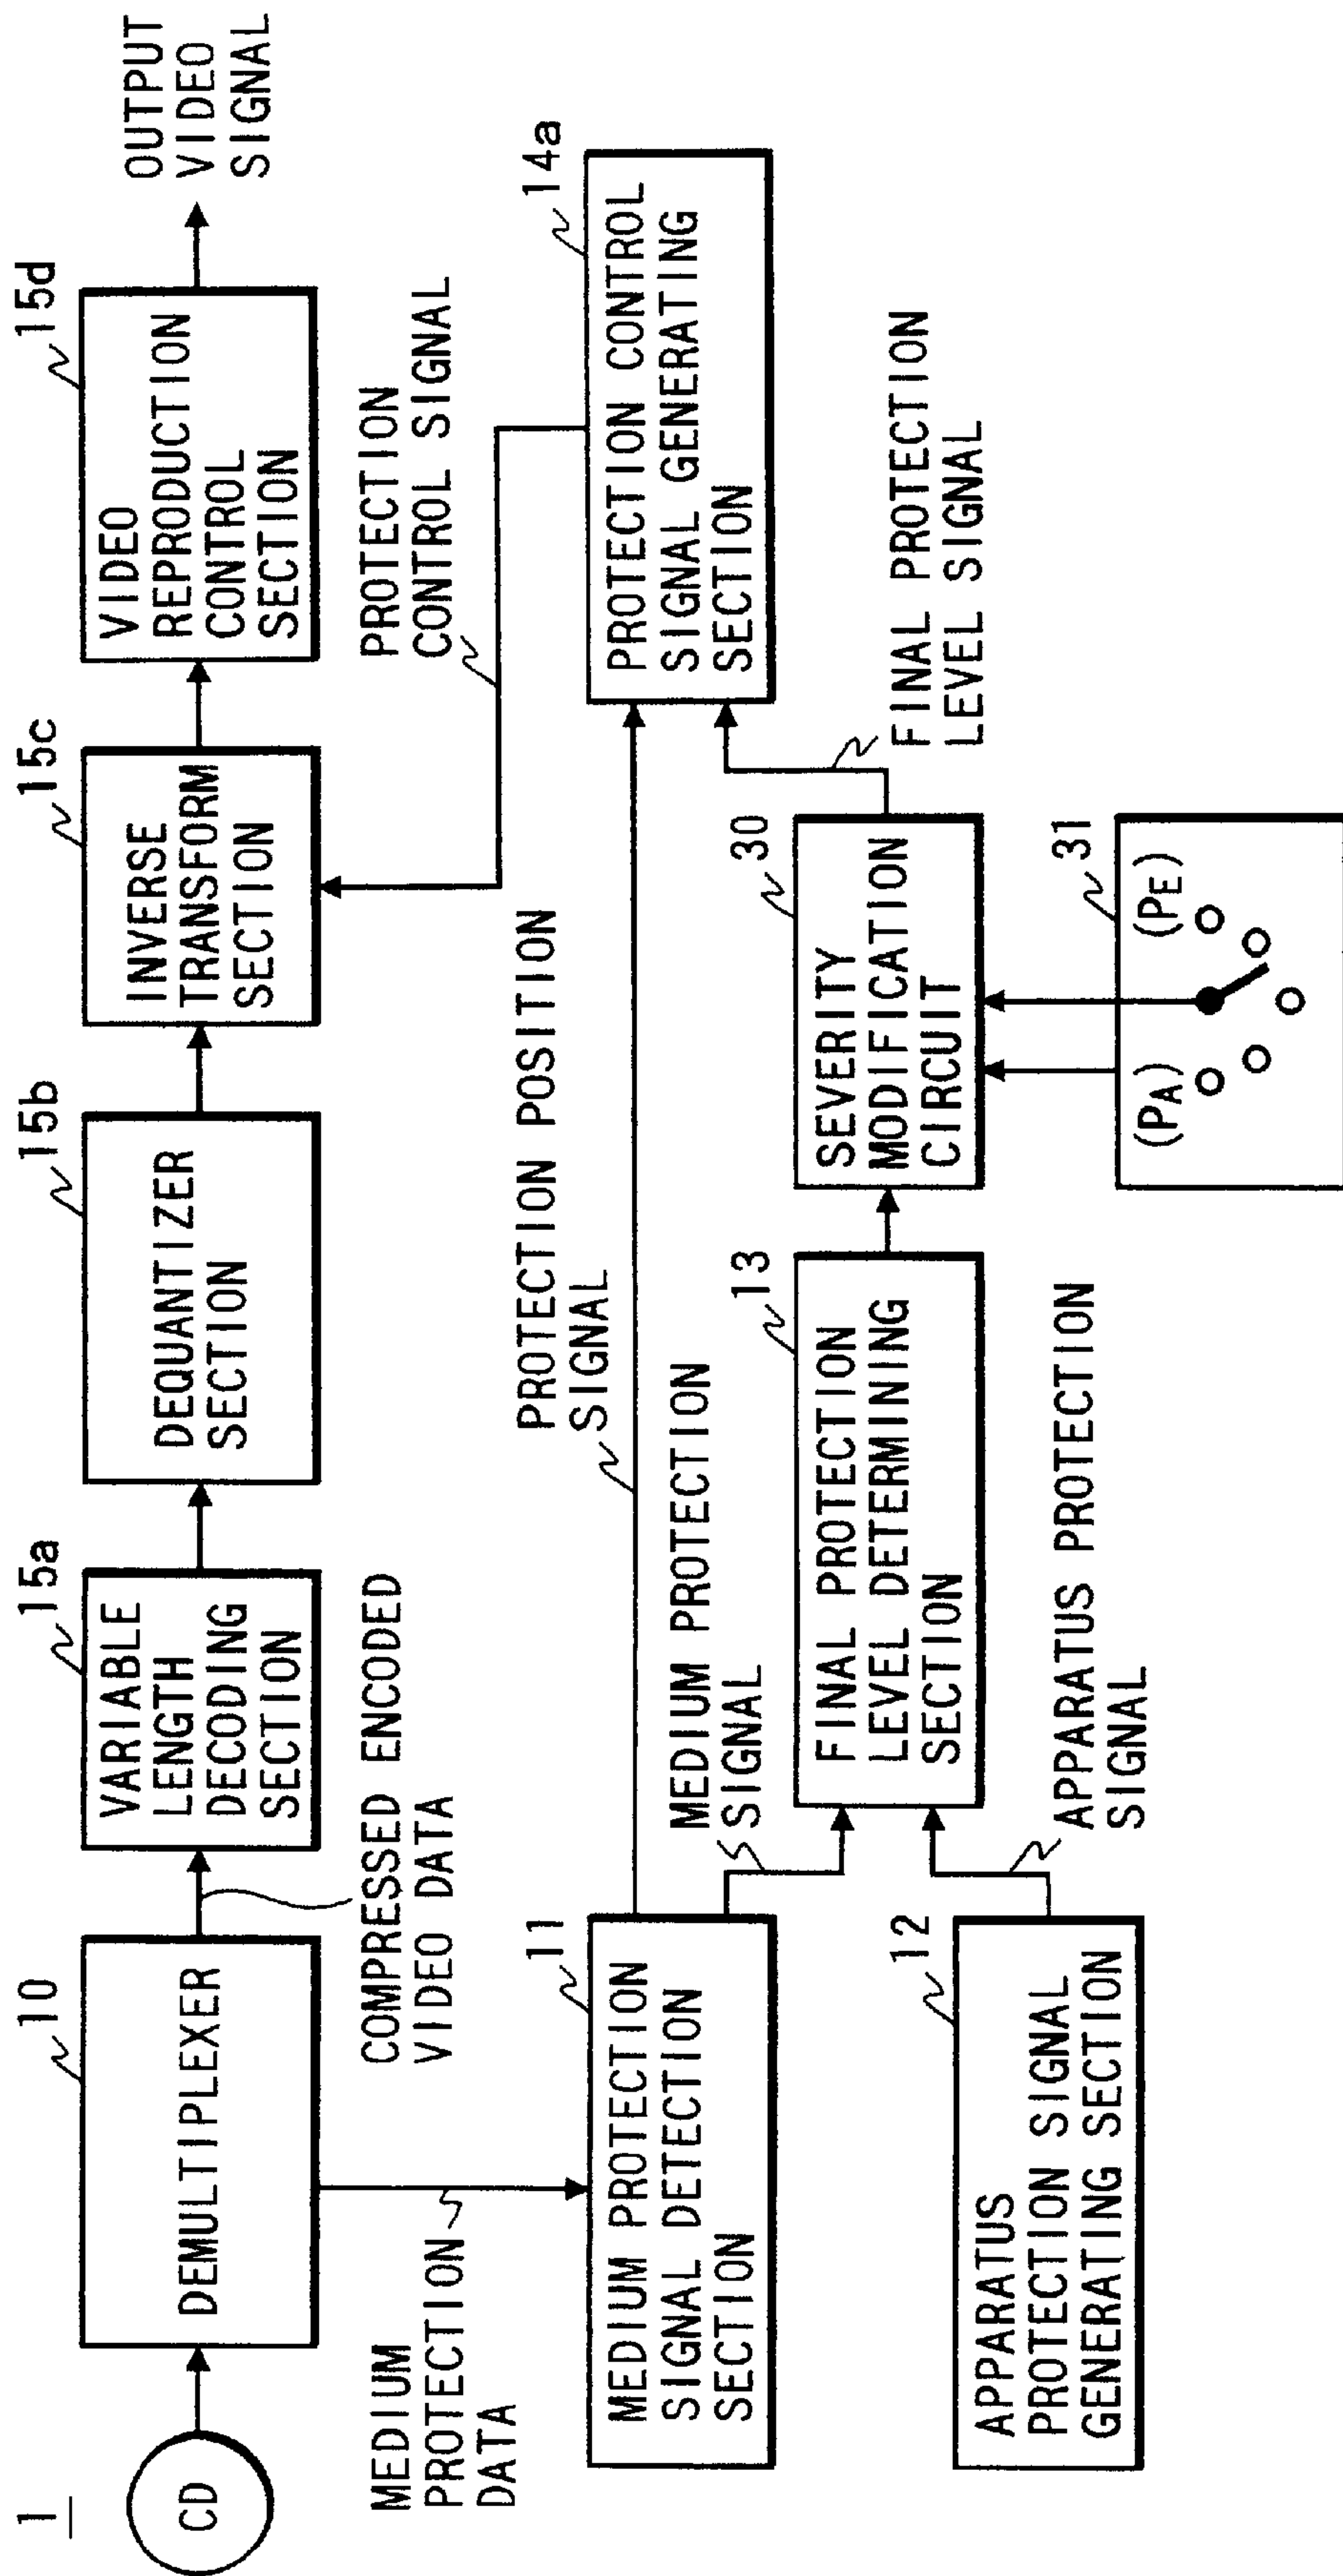 1
CD
10
DEMULTIPLEXER
COMPRESSED ENCODED
VIDEO DATA
15a
VARIABLE
LENGTH
DECODING
SECTION
15b
DEQUANTIZER
SECTION
15c
INVERSE
TRANSFORM
SECTION
15d
VIDEO
REPRODUCTION
CONTROL
SECTION
OUTPUT
VIDEO
SIGNAL
MEDIUM
PROTECTION
DATA
PROTECTION
CONTROL SIGNAL
11
MEDIUM PROTECTION
SIGNAL DETECTION
SECTION
PROTECTION POSITION
SIGNAL
14a
PROTECTION CONTROL
SIGNAL GENERATING
SECTION
MEDIUM PROTECTION
SIGNAL
13
FINAL PROTECTION
LEVEL DETERMINING
SECTION
30
SEVERITY
MODIFICATION
CIRCUIT
FINAL PROTECTION
LEVEL SIGNAL
12
APPARATUS
PROTECTION SIGNAL
GENERATING SECTION
APPARATUS PROTECTION
SIGNAL
31
(PA)
(PE)